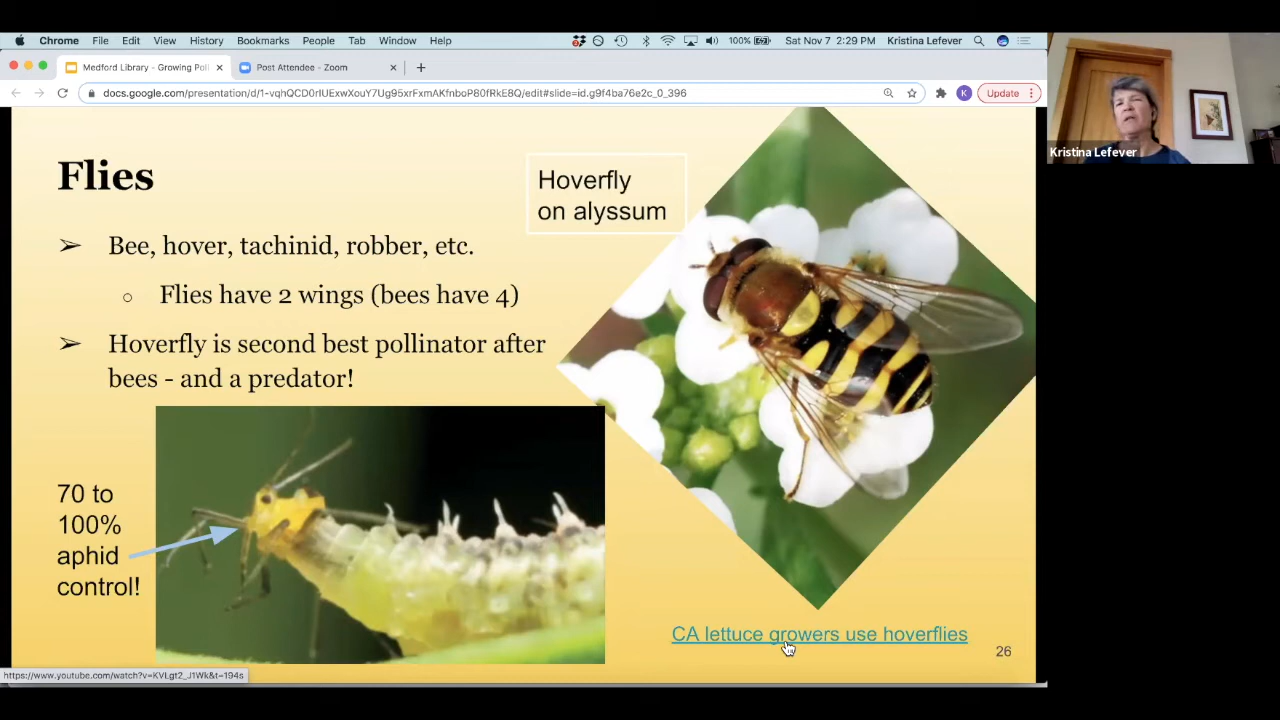 Chrome File Edit View History Bookmarks People Tab Window Help 100% Sat Nov 7 2:29 PM Kristina Lefever
Medford Library - Growing Poll
Post Attendee - Zoom
docs.google.com/presentation/d/1-vqhQCD0rIUExwXouY7Ug95xrFxmAKfnboP80fRkE8Q/edit#slide=id.g9f4ba76e2c_0_396
K Update
Kristina Lefever
Flies
Hoverfly
on alyssum
➢ Bee, hover, tachinid, robber, etc.
○ Flies have 2 wings (bees have 4)
➢ Hoverfly is second best pollinator after
bees - and a predator!
70 to
100%
aphid
control!
CA lettuce growers use hoverflies
26
https://www.youtube.com/watch?v=KVLgt2_J1Wk&t=194s